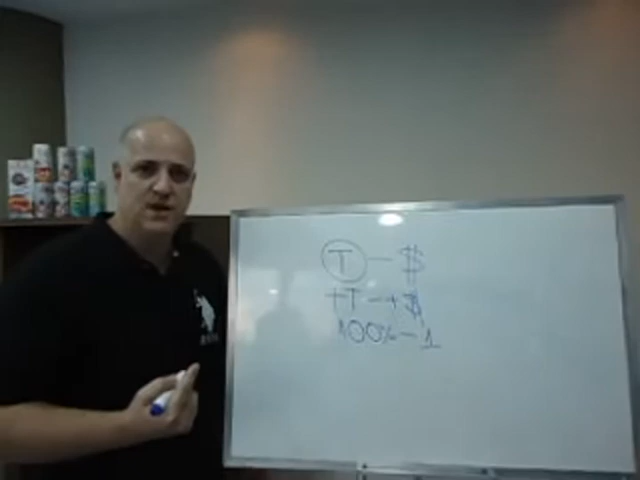 T - $
+T - + $
100% - 1